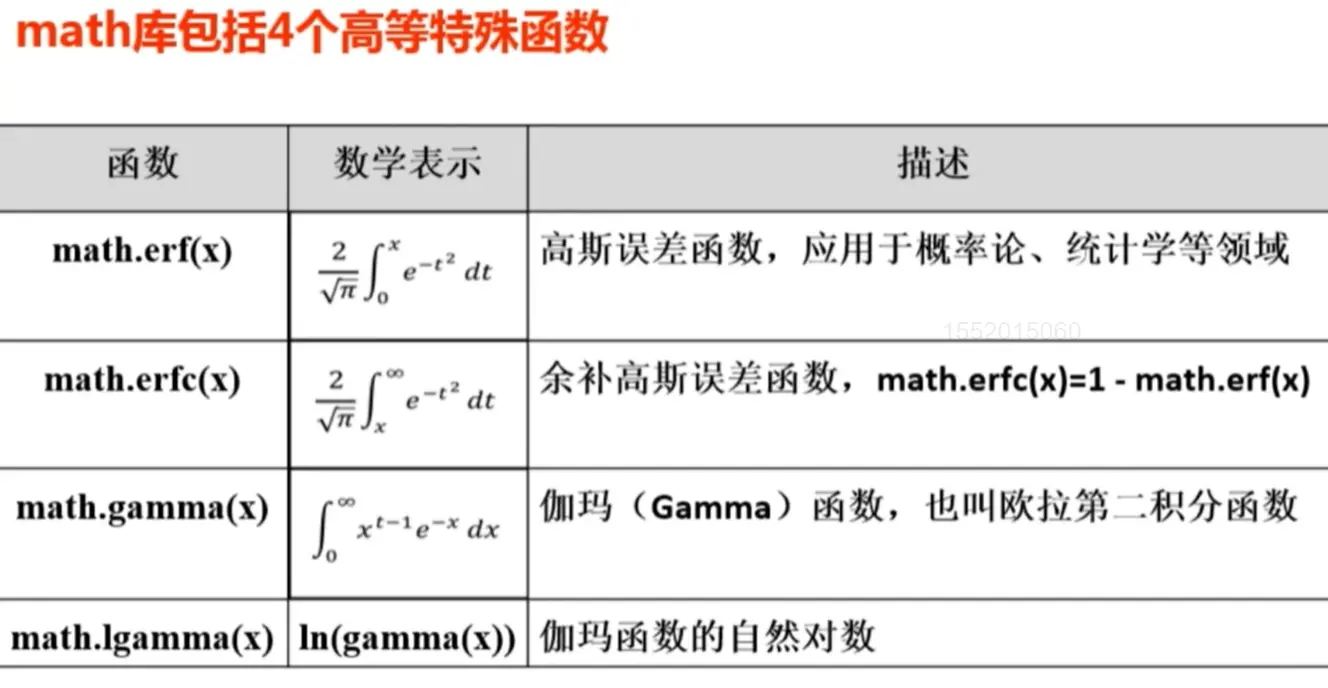 math库包括4个高等特殊函数
函数 数学表示 描述
math.erf(x) \frac{2}{\sqrt{\pi}} \int_{0}^{x} e^{-t^2} dt 高斯误差函数，应用于概率论、统计学等领域
1552015060
math.erfc(x) \frac{2}{\sqrt{\pi}} \int_{x}^{\infty} e^{-t^2} dt 余补高斯误差函数，math.erfc(x)=1 - math.erf(x)
math.gamma(x) \int_{0}^{\infty} x^{t-1} e^{-x} dx 伽玛（Gamma）函数，也叫欧拉第二积分函数
math.lgamma(x) ln(gamma(x)) 伽玛函数的自然对数